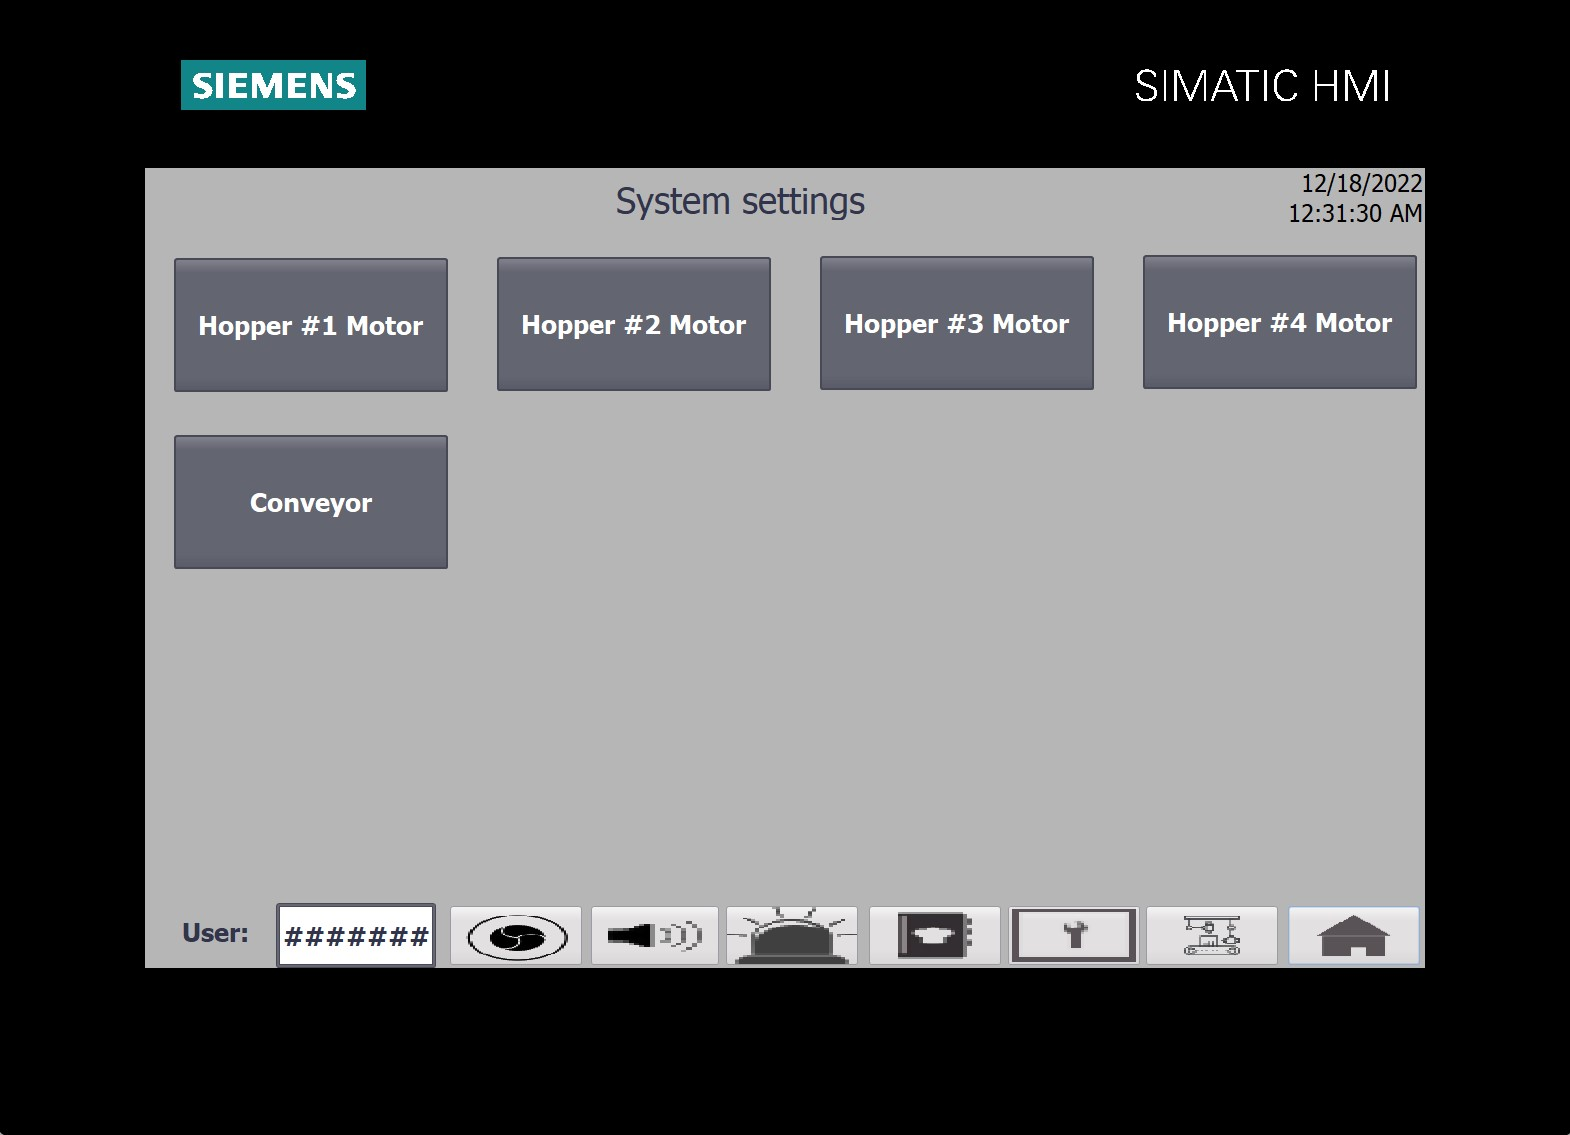 SIEMENS
SIMATIC HMI
System settings
12/18/2022
12:31:30 AM
Hopper #1 Motor
Hopper #2 Motor
Hopper #3 Motor
Hopper #4 Motor
Conveyor
User:
#######